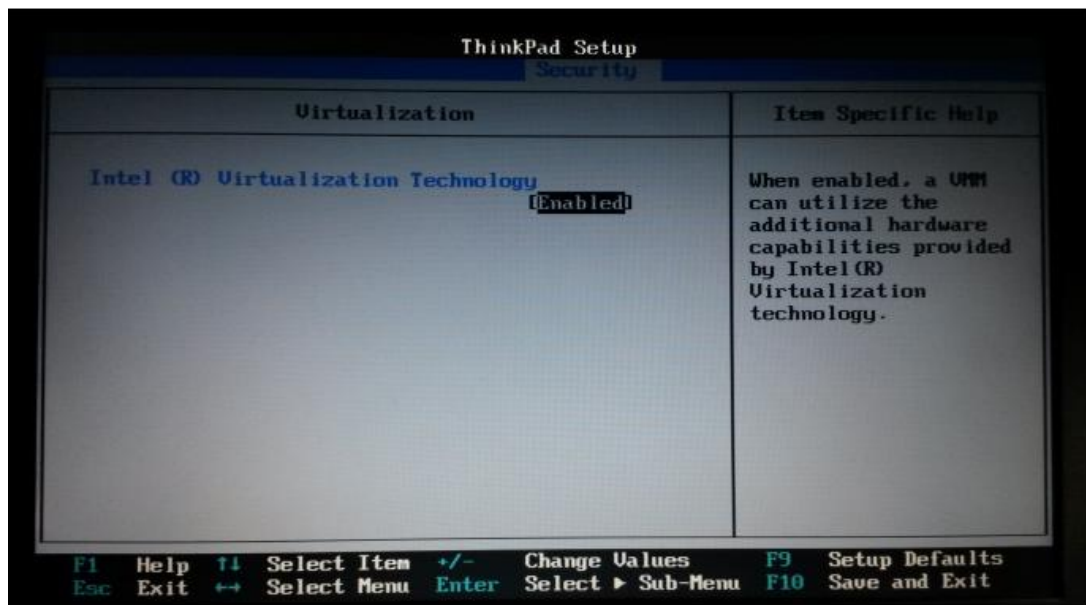 ThinkPad Setup
Security
Virtualization
Item Specific Help
Intel (R) Virtualization Technology
[Enabled]
When enabled, a VMM
can utilize the
additional hardware
capabilities provided
by Intel(R)
Virtualization
technology.
F1 Help ↑↓ Select Item +/- Change Values F9 Setup Defaults
Esc Exit ↔ Select Menu Enter Select ▶ Sub-Menu F10 Save and Exit